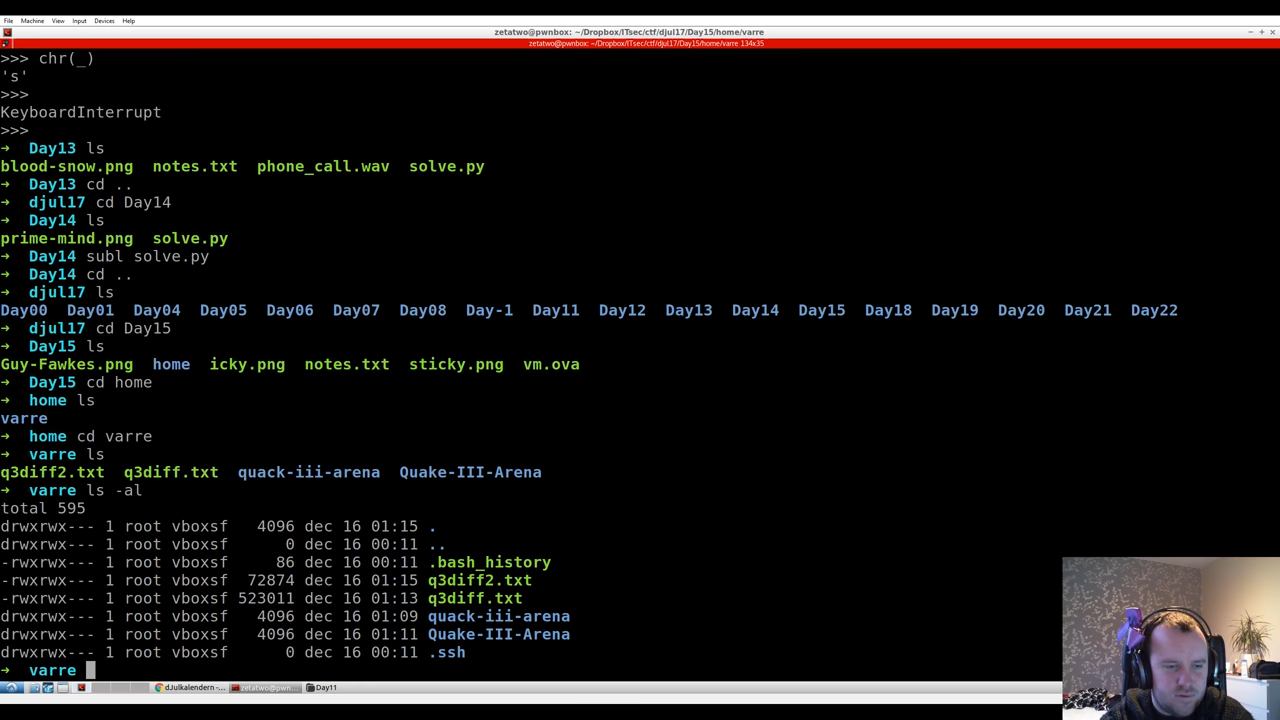 File Machine View Input Devices Help
zetatwo@pwnbox: ~/Dropbox/ITsec/ctf/djul17/Day15/home/varre
zetatwo@pwnbox: ~/Dropbox/ITsec/ctf/djul17/Day15/home/varre 134x35
>>> chr(_)
's'
>>>
KeyboardInterrupt
>>>
➜ Day13 ls
blood-snow.png notes.txt phone_call.wav solve.py
➜ Day13 cd ..
➜ djul17 cd Day14
➜ Day14 ls
prime-mind.png solve.py
➜ Day14 subl solve.py
➜ Day14 cd ..
➜ djul17 ls
Day00 Day01 Day04 Day05 Day06 Day07 Day08 Day-1 Day11 Day12 Day13 Day14 Day15 Day18 Day19 Day20 Day21 Day22
➜ djul17 cd Day15
➜ Day15 ls
Guy-Fawkes.png home icky.png notes.txt sticky.png vm.ova
➜ Day15 cd home
➜ home ls
varre
➜ home cd varre
➜ varre ls
q3diff2.txt q3diff.txt quack-iii-arena Quake-III-Arena
➜ varre ls -al
total 595
drwxrwx--- 1 root vboxsf 4096 dec 16 01:15 .
drwxrwx--- 1 root vboxsf 0 dec 16 00:11 ..
-rwxrwx--- 1 root vboxsf 86 dec 16 00:11 .bash_history
-rwxrwx--- 1 root vboxsf 72874 dec 16 01:15 q3diff2.txt
-rwxrwx--- 1 root vboxsf 523011 dec 16 01:13 q3diff.txt
drwxrwx--- 1 root vboxsf 4096 dec 16 01:09 quack-iii-arena
drwxrwx--- 1 root vboxsf 4096 dec 16 01:11 Quake-III-Arena
drwxrwx--- 1 root vboxsf 0 dec 16 00:11 .ssh
➜ varre
dJulkalendern -... zetatwo@pwn... Day11